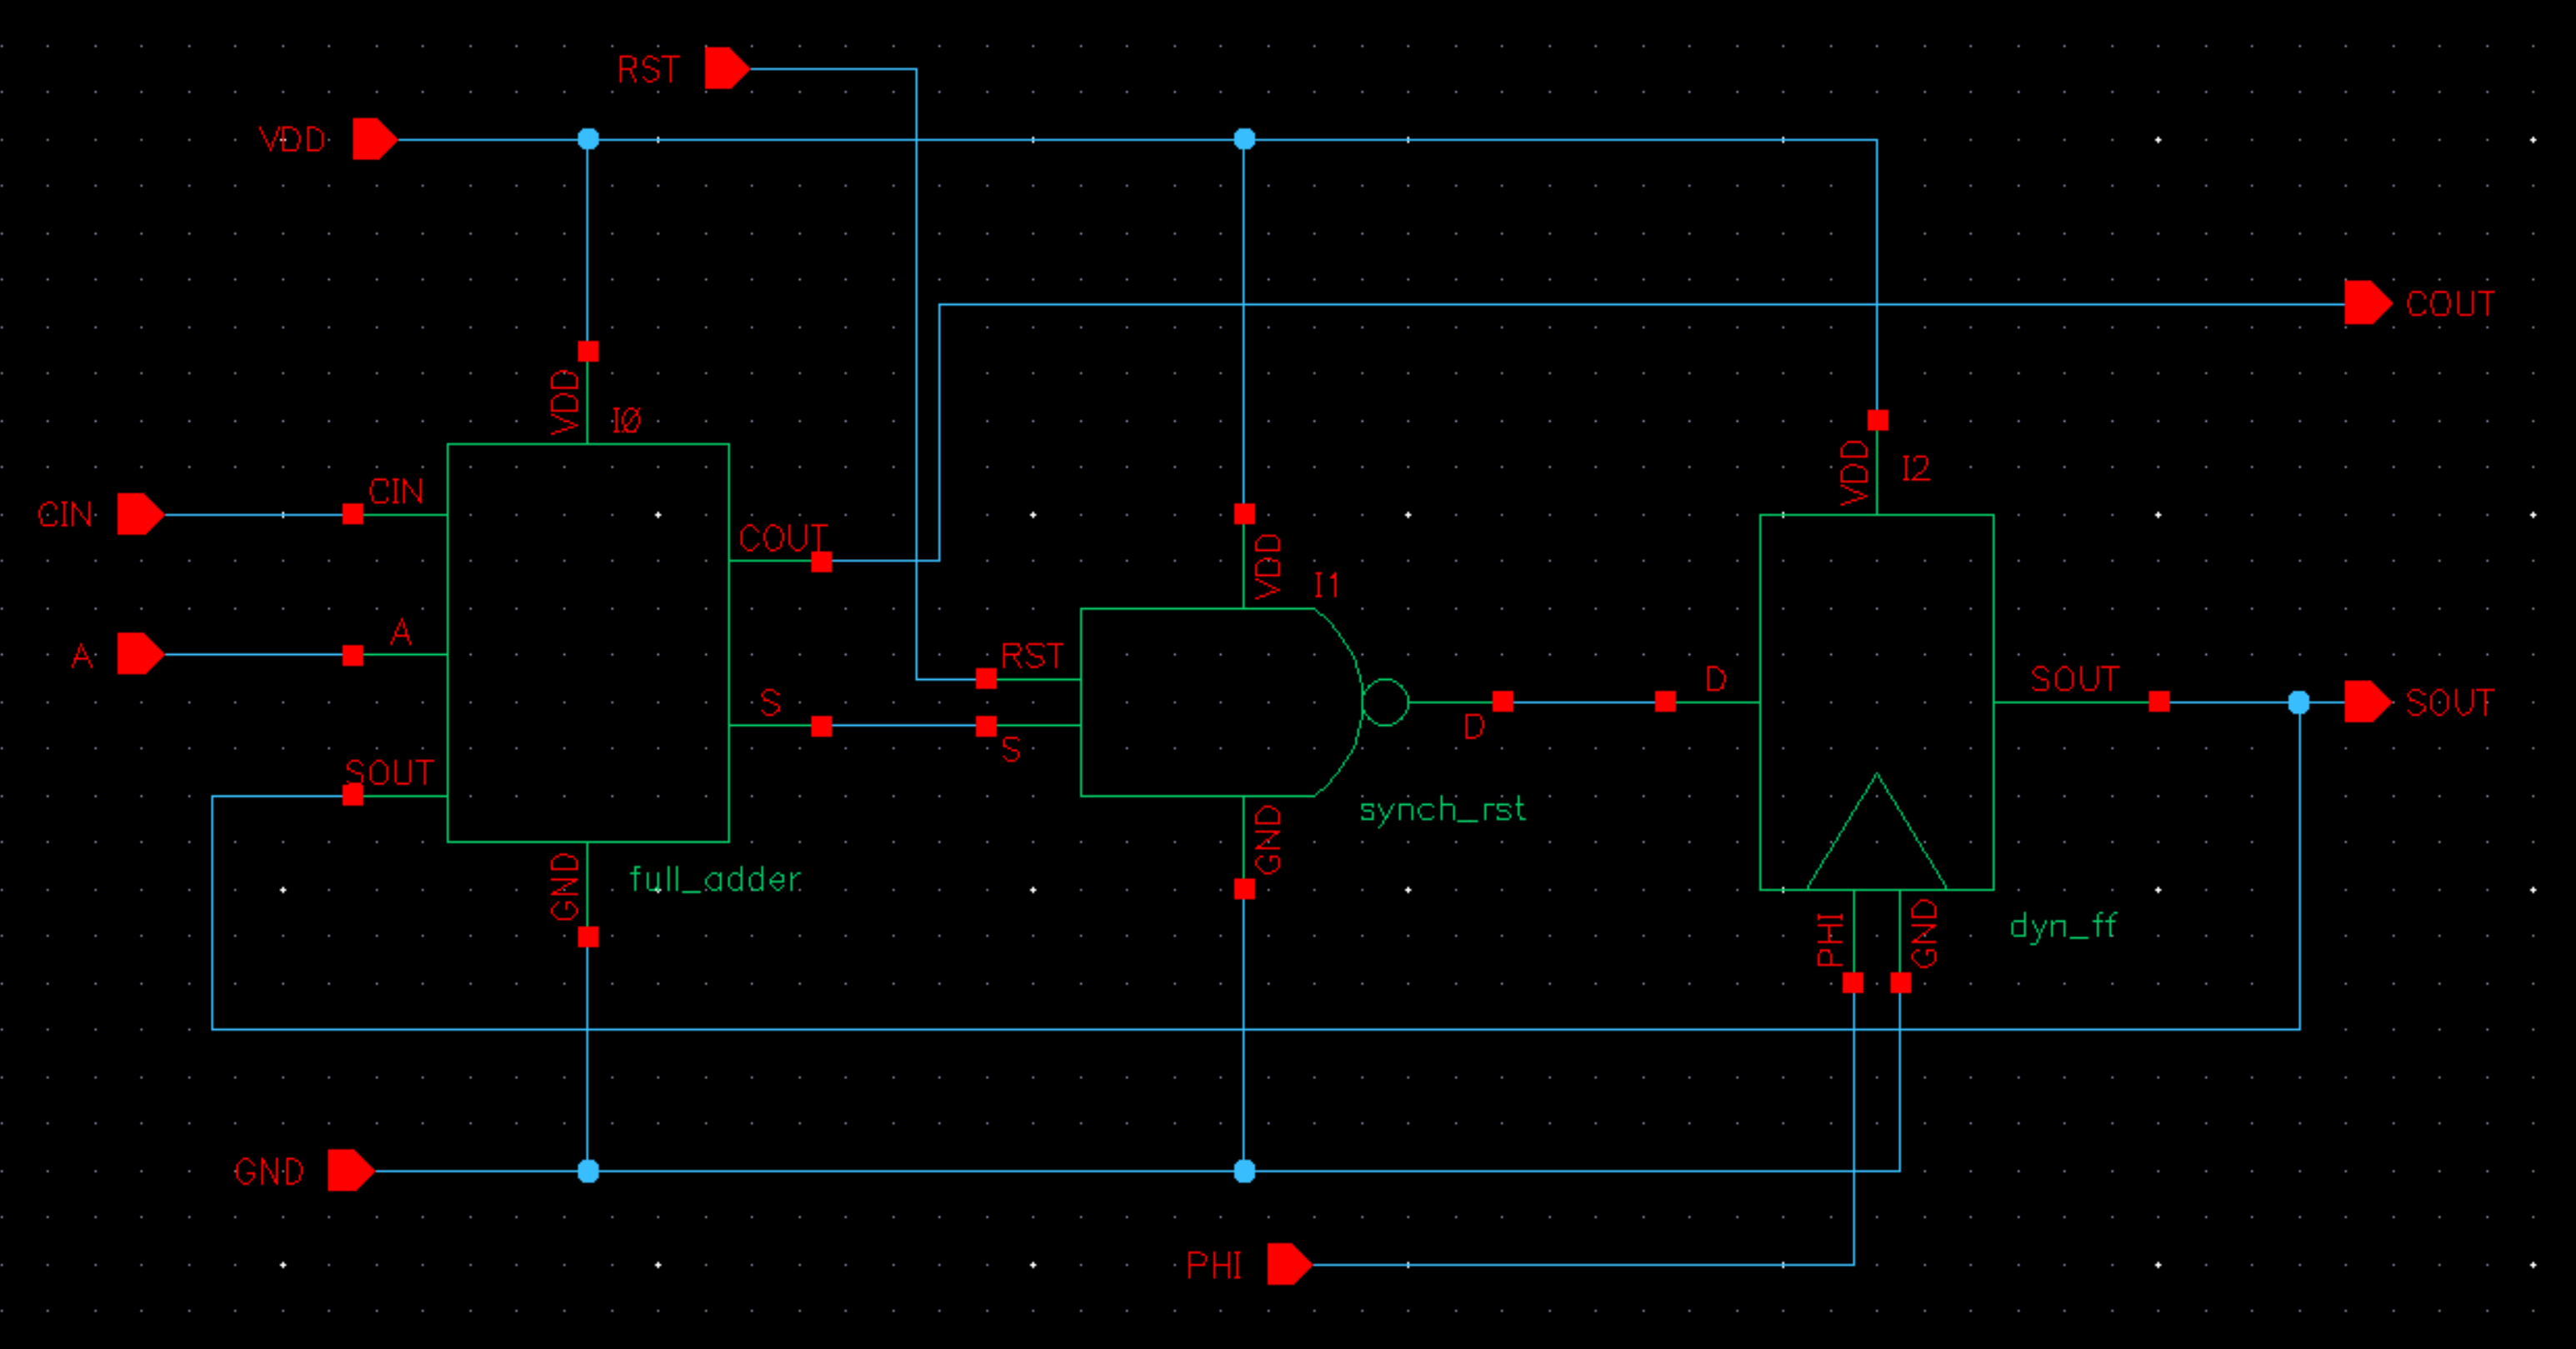 RST
VDD
COUT
VDD
I0
VDD
I2
CIN
CIN
COUT
VDD
I1
A
A
RST
S
S
D
D
SOUT
SOUT
SOUT
GND
synch_rst
GND
full_adder
PHI
GND
dyn_ff
GND
PHI